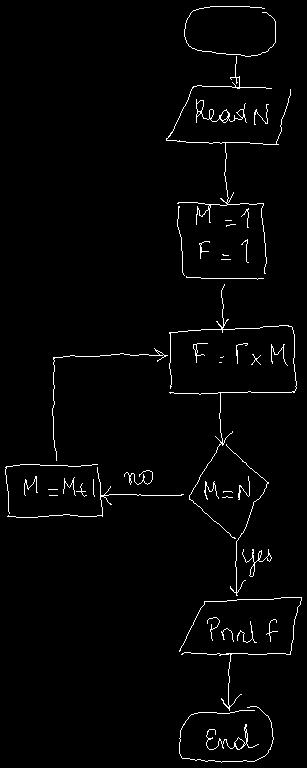 Read N
M = 1
F = 1
F = F x M
M = N
no
M = M+1
yes
Print f
End